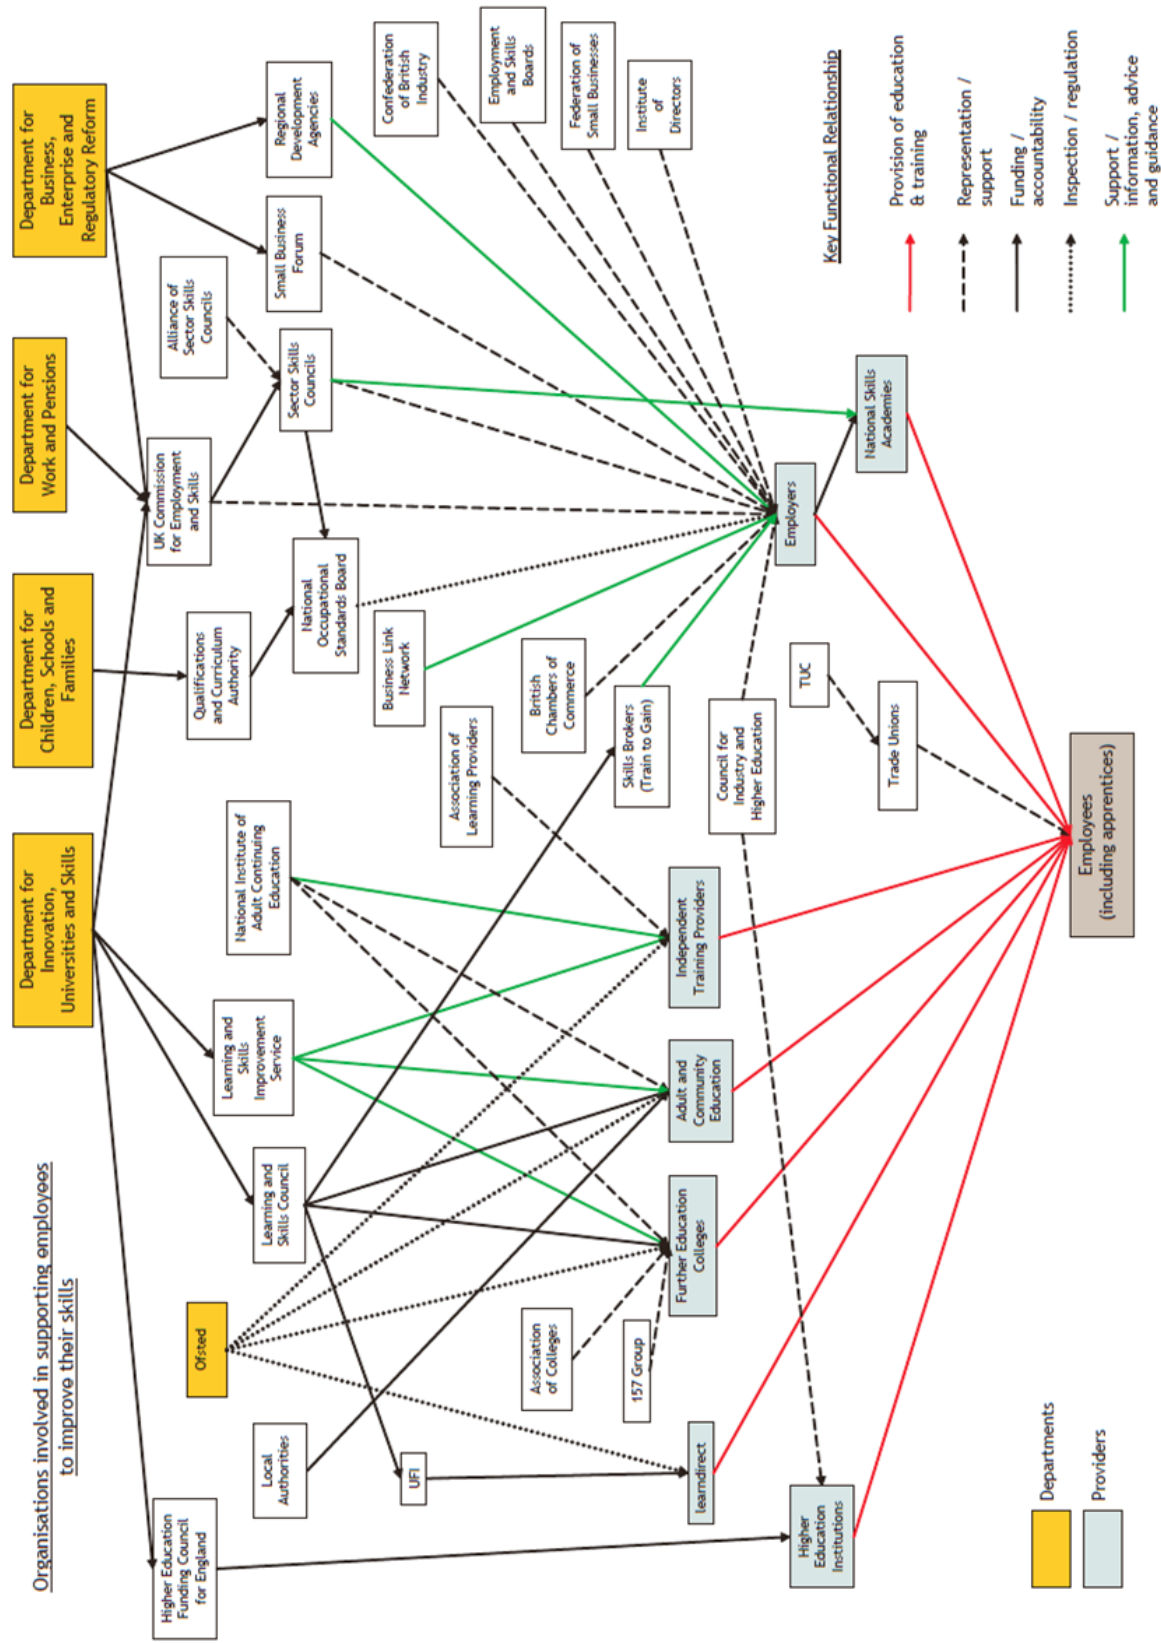 Organisations involved in supporting employees
to improve their skills
Department for
Innovation,
Universities and Skills
Department for
Children, Schools and
Families
Department for
Work and Pensions
Department for
Business,
Enterprise and
Regulatory Reform
Higher Education
Funding Council
for England
Ofsted
Local
Authorities
Learning and
Skills Council
Learning and
Skills
Improvement
Service
National Institute of
Adult Continuing
Education
Qualifications
and Curriculum
Authority
UK Commission
for Employment
and Skills
Alliance of
Sector Skills
Councils
Small Business
Forum
Regional
Development
Agencies
Sector Skills
Councils
National
Occupational
Standards Board
UFI
Business Link
Network
Confederation
of British
Industry
Association of
Learning Providers
Employment
and Skills
Boards
Association
of Colleges
British
Chambers of
Commerce
Federation of
Small Businesses
157 Group
Skills Brokers
(Train to Gain)
Institute
of
Directors
learndirect
Further Education
Colleges
Adult and
Community
Education
Independent
Training Providers
Council for
Industry and
Higher Education
Employers
Higher
Education
Institutions
TUC
National Skills
Academies
Trade Unions
Employees
(including apprentices)
Key Functional Relationship
Provision of education
& training
Representation /
support
Funding /
accountability
Inspection / regulation
Support /
information, advice
and guidance
Departments
Providers